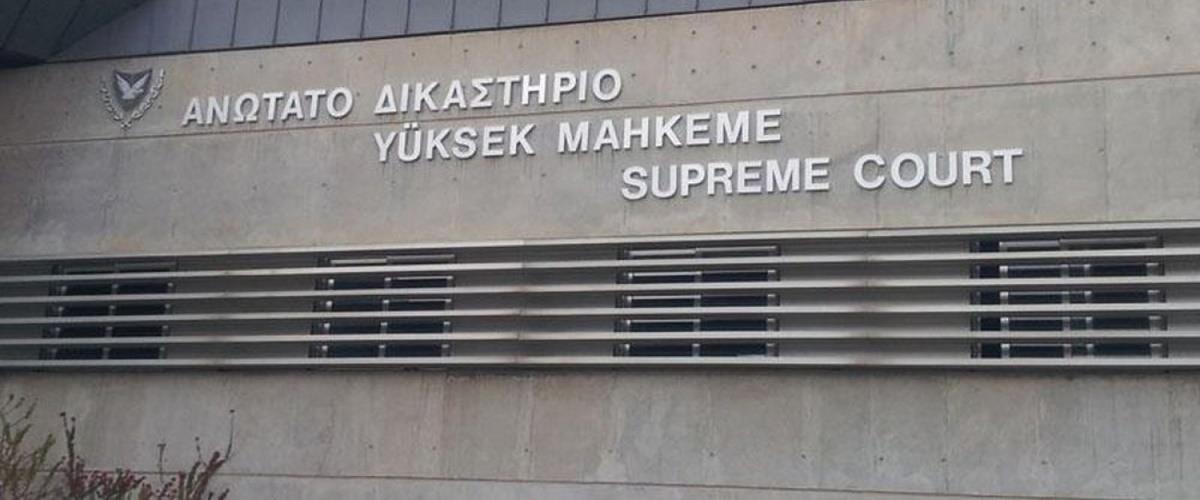 ΑΝΩΤΑΤΟ ΔΙΚΑΣΤΗΡΙΟ
YÜKSEK MAHKEME
SUPREME COURT